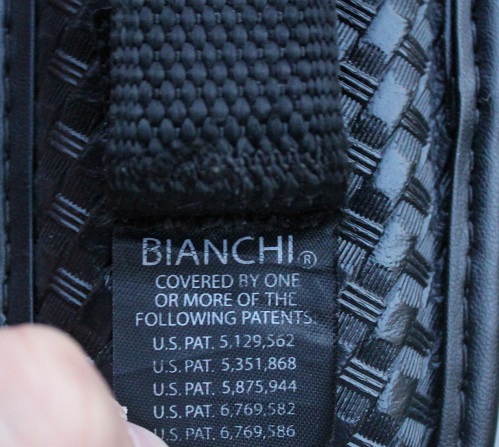 BIANCHI®
COVERED BY ONE
OR MORE OF THE
FOLLOWING PATENTS:
U.S. PAT. 5,129,562
U.S. PAT. 5,351,868
U.S. PAT. 5,875,944
U.S. PAT. 6,769,582
U.S. PAT. 6,769,586